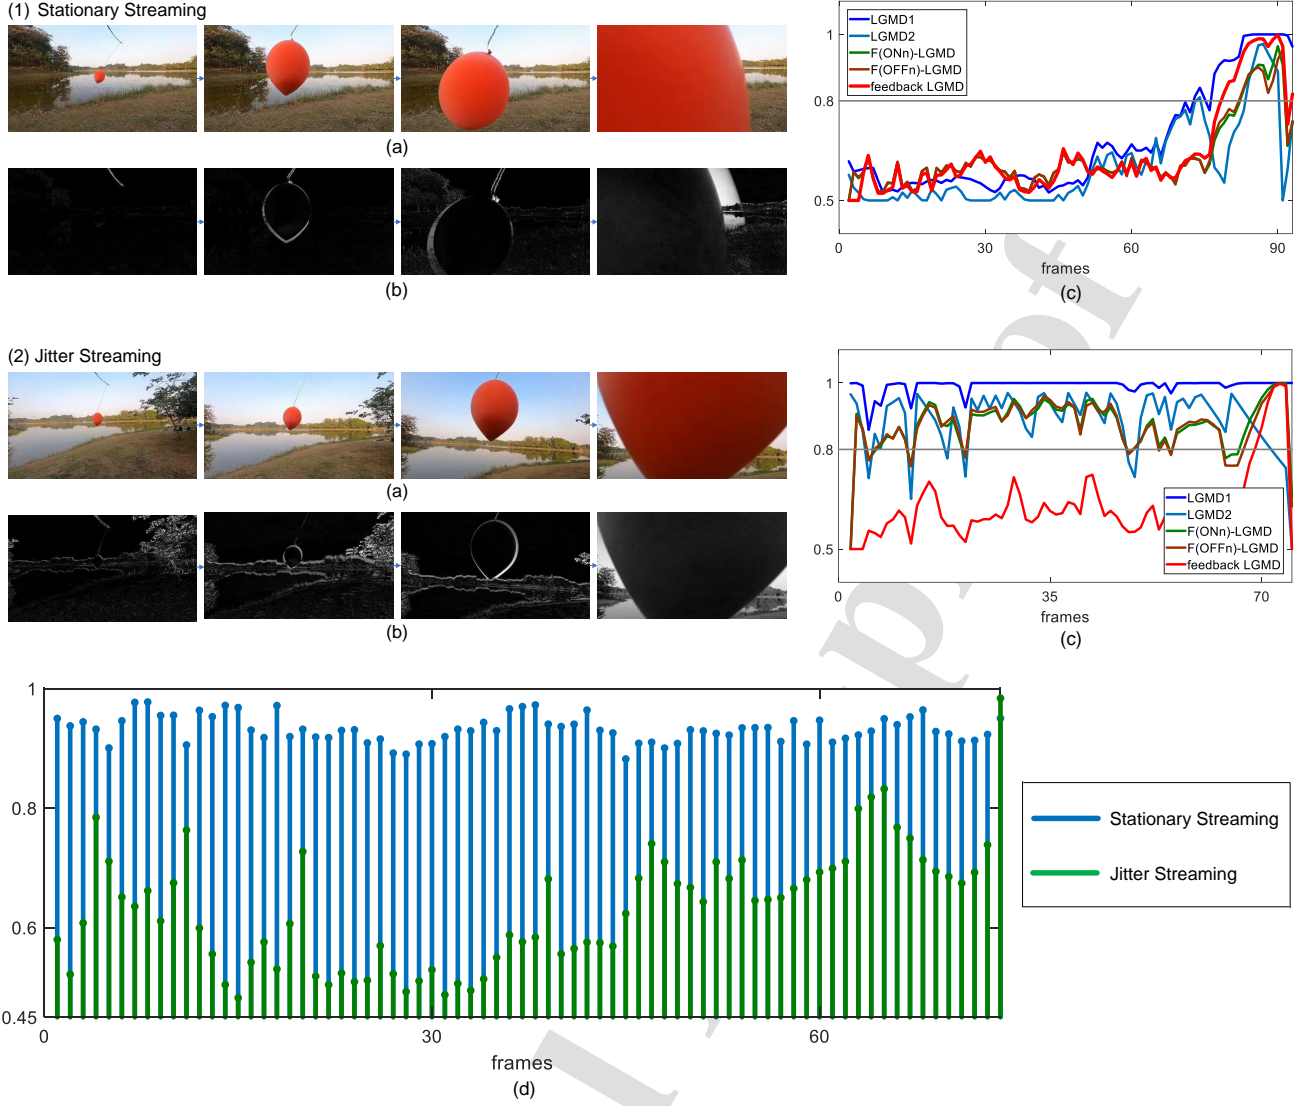 (1) Stationary Streaming
(a)
(b)
LGMD1
LGMD2
F(ONn)-LGMD
F(OFFn)-LGMD
feedback LGMD
1
0.8
0.5
0
30
60
90
frames
(c)
(2) Jitter Streaming
(a)
(b)
1
0.8
0.5
LGMD1
LGMD2
F(ONn)-LGMD
F(OFFn)-LGMD
feedback LGMD
0
35
70
frames
(c)
1
0.8
0.6
0.45
0
30
60
frames
(d)
Stationary Streaming
Jitter Streaming